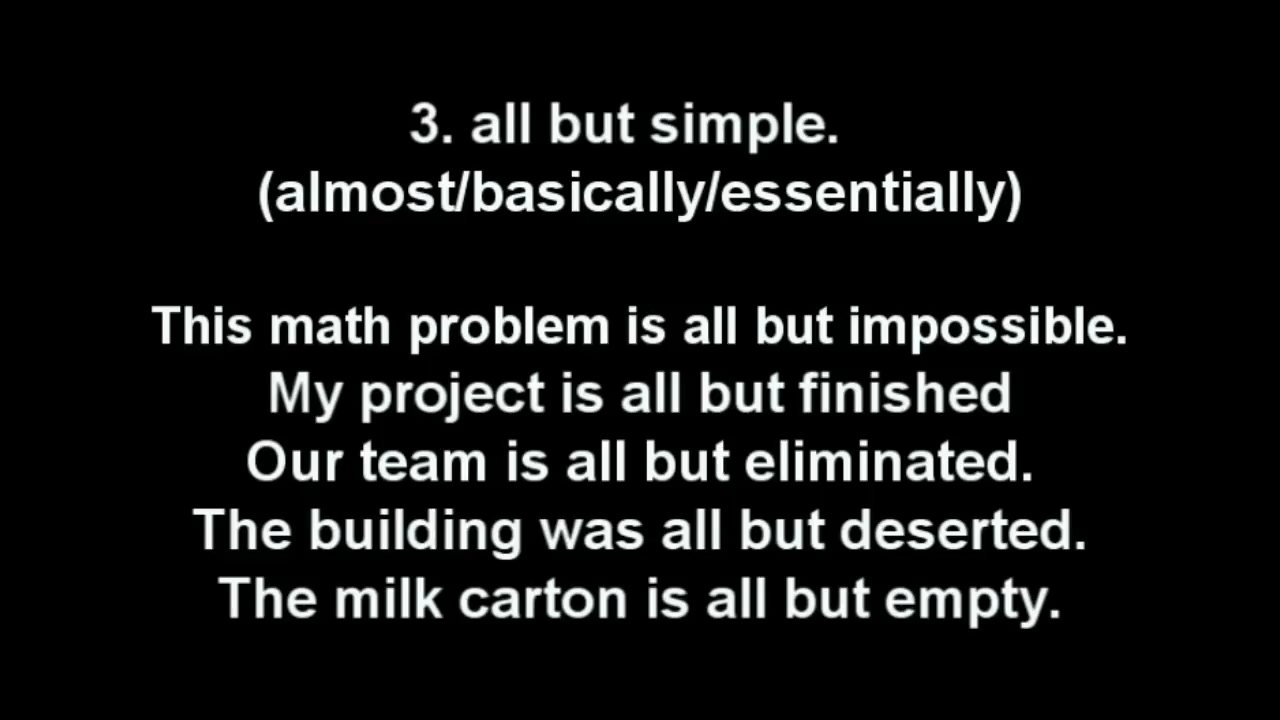 3. all but simple.
(almost/basically/essentially)
This math problem is all but impossible.
My project is all but finished
Our team is all but eliminated.
The building was all but deserted.
The milk carton is all but empty.